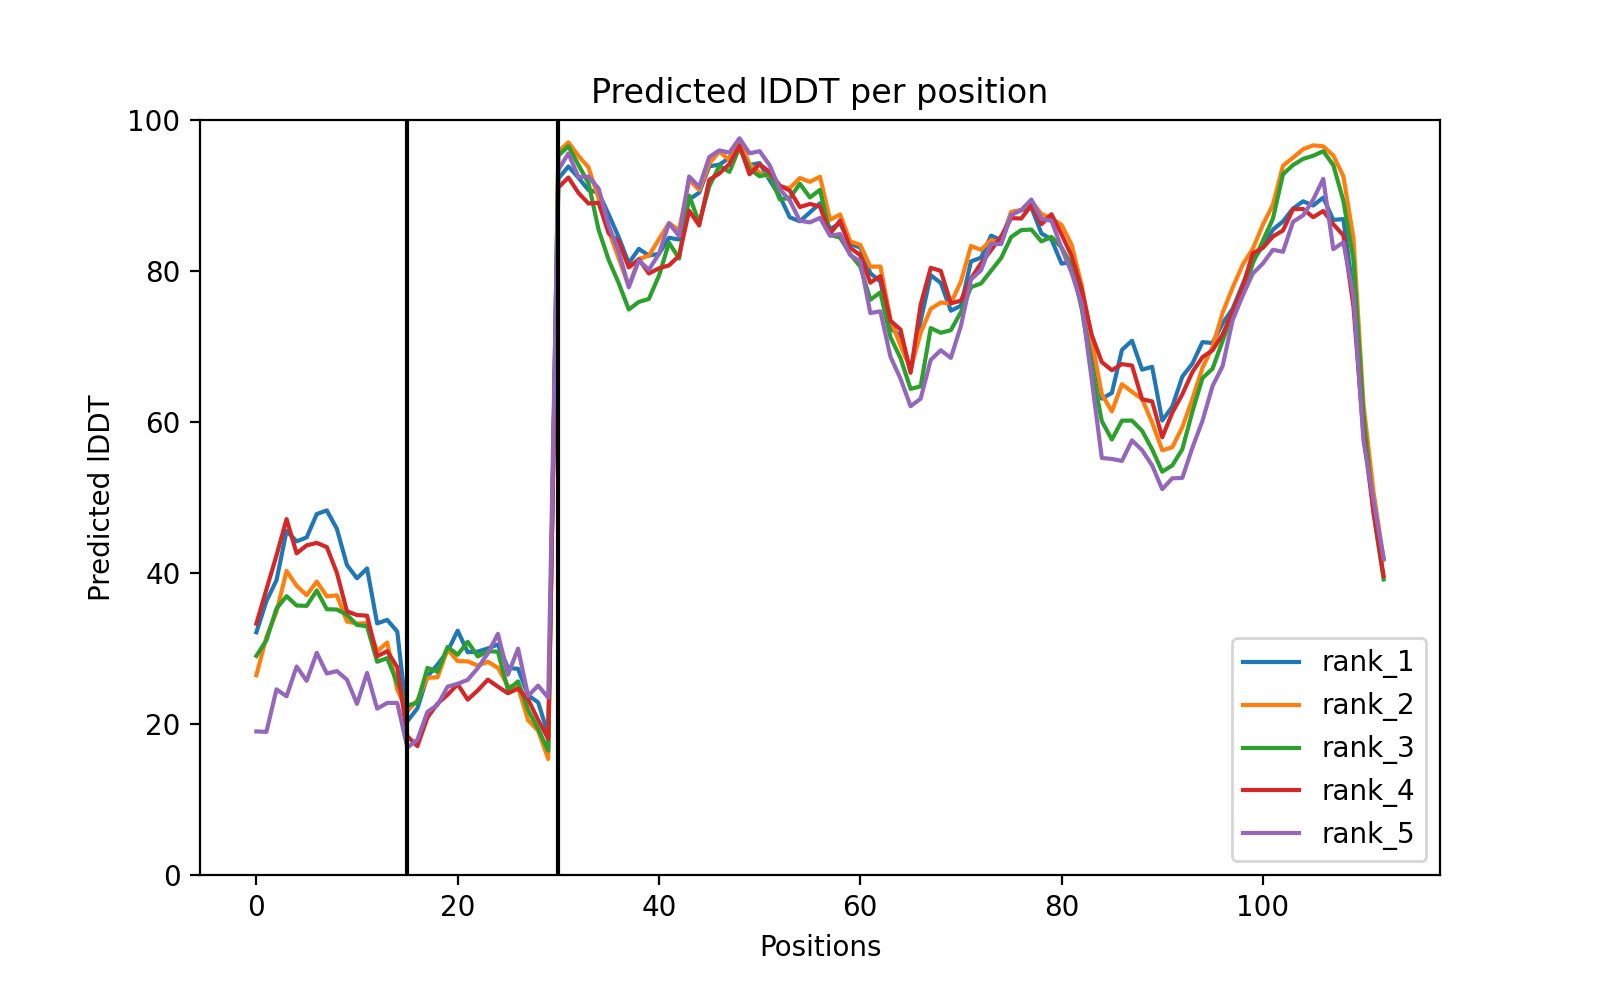 Predicted lDDT per position
100
80
60
40
20
0
Predicted lDDT
0 20 40 60 80 100
Positions
rank_1
rank_2
rank_3
rank_4
rank_5